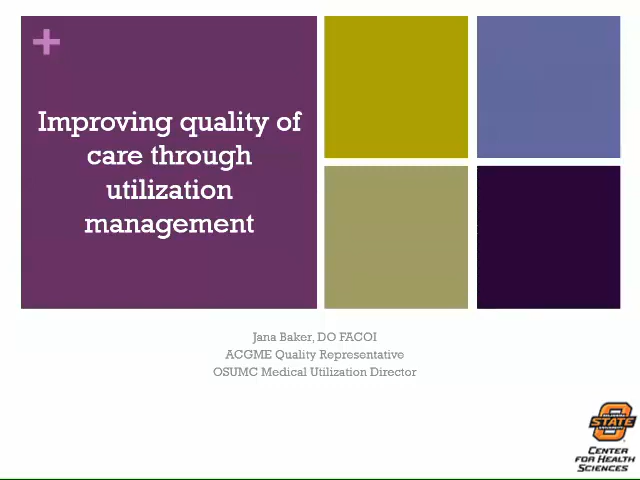 +
Improving quality of
care through
utilization
management
Jana Baker, DO FACOI
ACGME Quality Representative
OSUMC Medical Utilization Director
STATE
CENTER
FOR HEALTH
SCIENCES